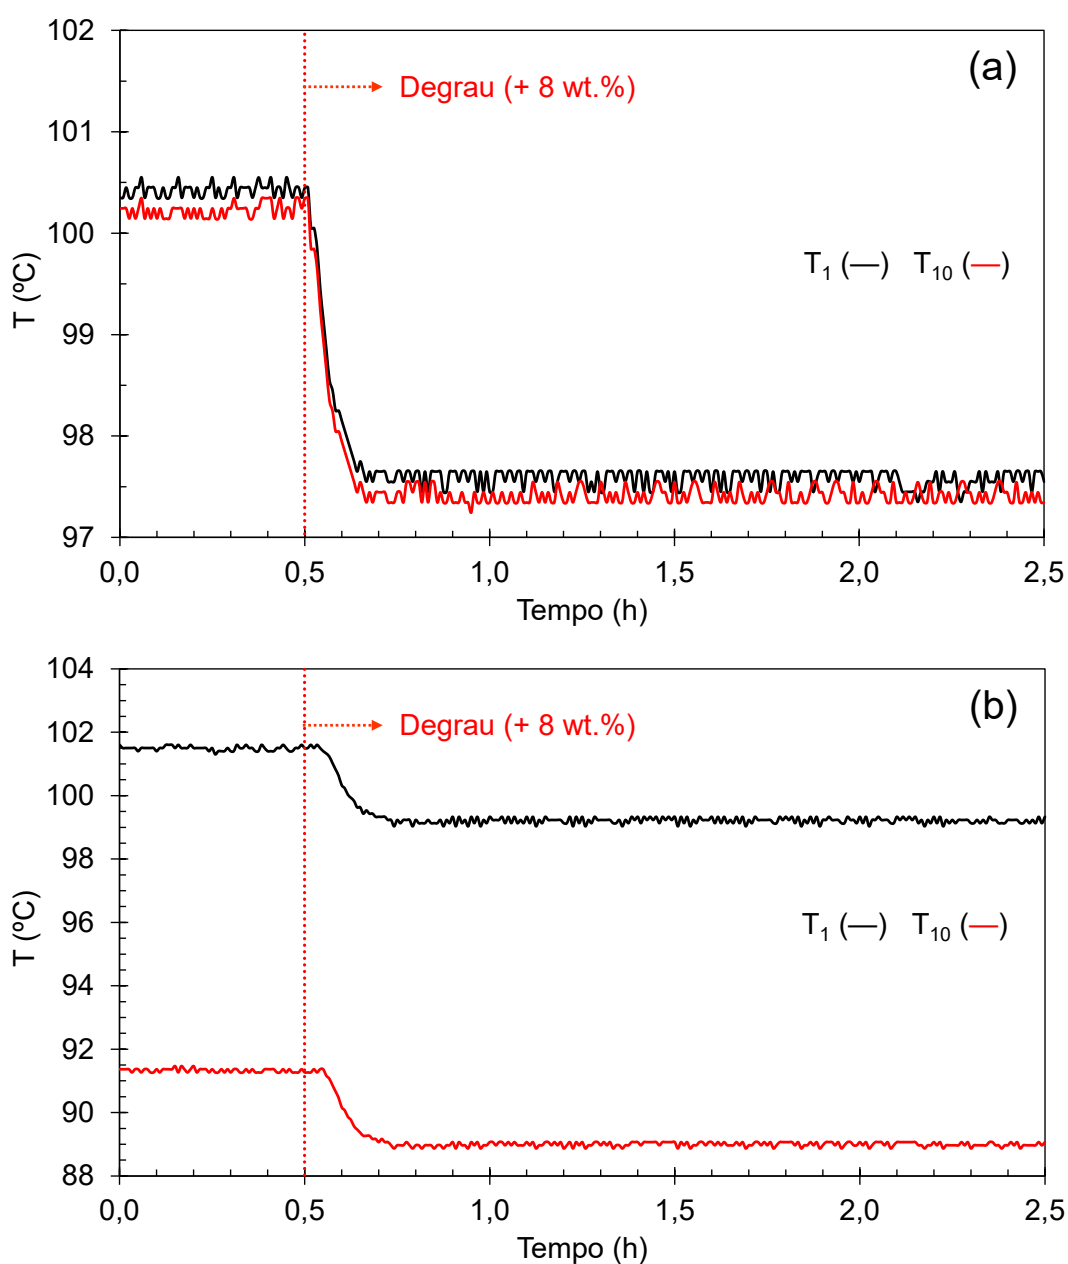 102
(a)
Degrau (+ 8 wt.%)
101
100
T₁ (—) T₁₀ (—)
T (ºC)
99
98
97
0,0 0,5 1,0 1,5 2,0 2,5
Tempo (h)
104
(b)
102
Degrau (+ 8 wt.%)
100
98
96
T (ºC)
T₁ (—) T₁₀ (—)
94
92
90
88
0,0 0,5 1,0 1,5 2,0 2,5
Tempo (h)